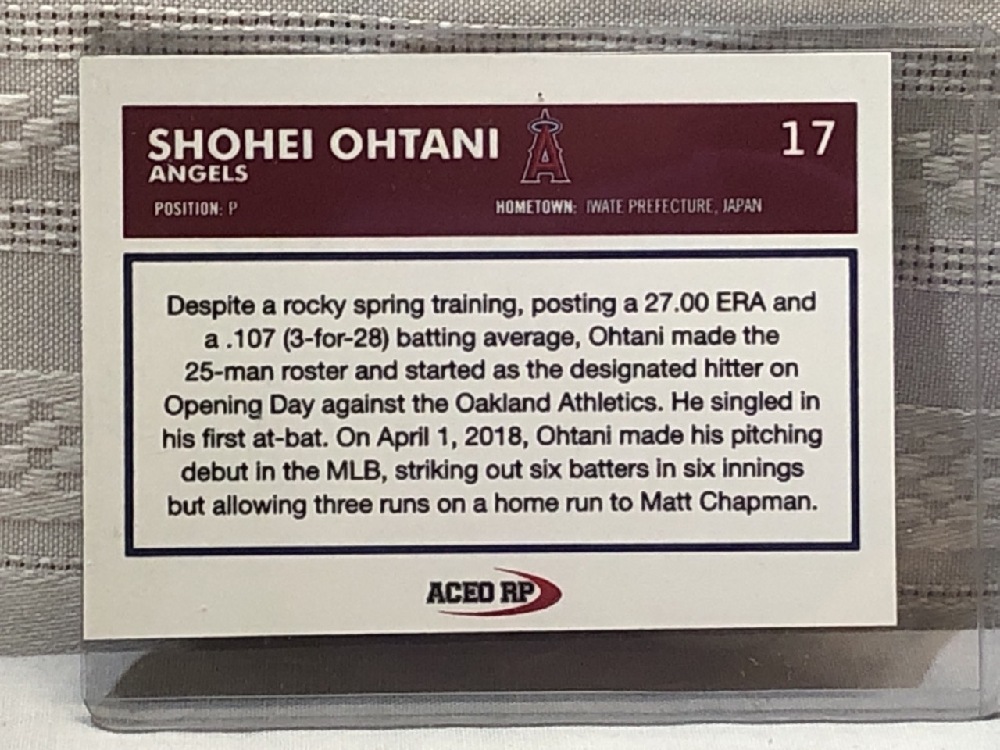 SHOHEI OHTANI A 17
ANGELS
POSITION: P HOMETOWN: IWATE PREFECTURE, JAPAN
Despite a rocky spring training, posting a 27.00 ERA and
a .107 (3-for-28) batting average, Ohtani made the
25-man roster and started as the designated hitter on
Opening Day against the Oakland Athletics. He singled in
his first at-bat. On April 1, 2018, Ohtani made his pitching
debut in the MLB, striking out six batters in six innings
but allowing three runs on a home run to Matt Chapman.
ACEO RP